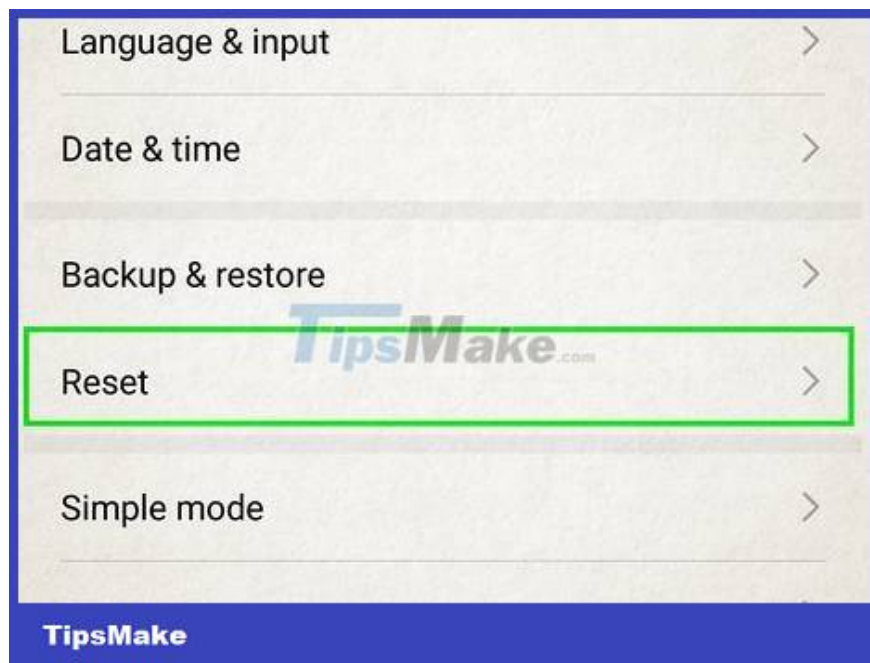 Language & input
Date & time
Backup & restore
TipsMake.com
Reset
Simple mode
TipsMake